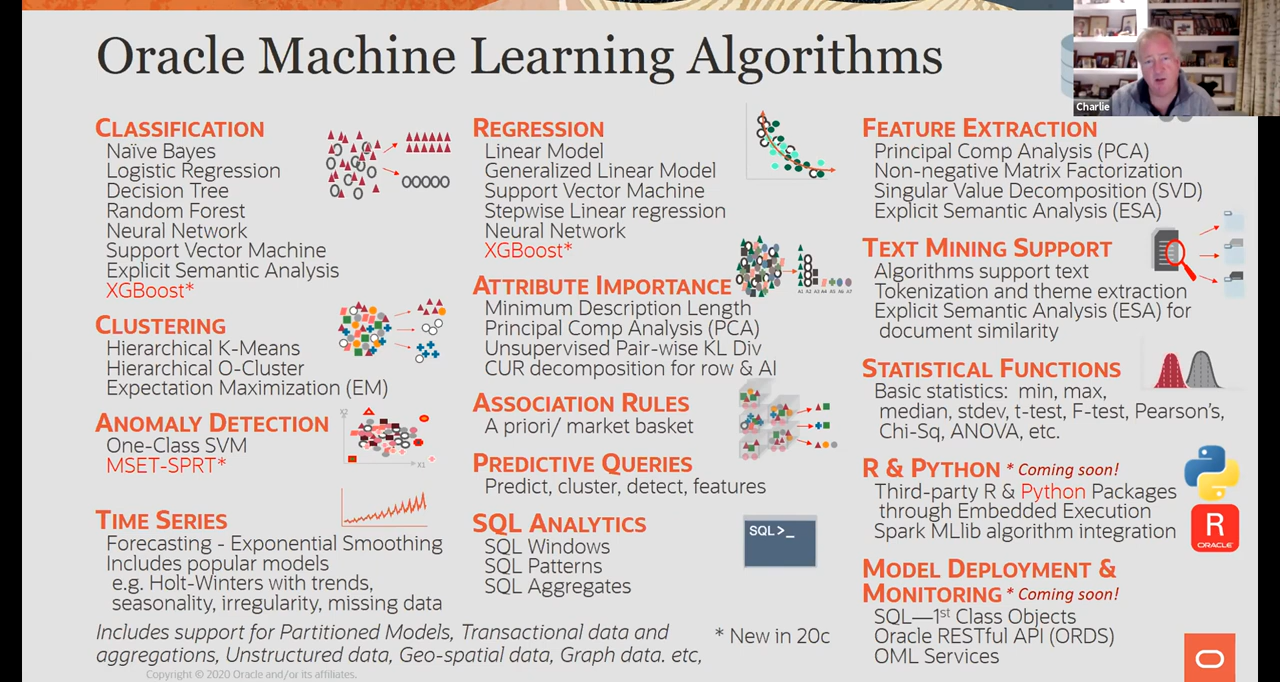 Oracle Machine Learning Algorithms
Charlie
CLASSIFICATION
Naïve Bayes
Logistic Regression
Decision Tree
Random Forest
Neural Network
Support Vector Machine
Explicit Semantic Analysis
XGBoost*
CLUSTERING
Hierarchical K-Means
Hierarchical O-Cluster
Expectation Maximization (EM)
ANOMALY DETECTION
One-Class SVM
MSET-SPRT*
X2
X1
TIME SERIES
Forecasting - Exponential Smoothing
Includes popular models
e.g. Holt-Winters with trends,
seasonality, irregularity, missing data
REGRESSION
Linear Model
Generalized Linear Model
Support Vector Machine
Stepwise Linear regression
Neural Network
XGBoost*
ATTRIBUTE IMPORTANCE
Minimum Description Length
Principal Comp Analysis (PCA)
Unsupervised Pair-wise KL Div
CUR decomposition for row & AI
A1 A2 A3 A4 A5 A6 A7
ASSOCIATION RULES
A priori/ market basket
PREDICTIVE QUERIES
Predict, cluster, detect, features
SQL ANALYTICS
SQL Windows
SQL Patterns
SQL Aggregates
SQL>_
FEATURE EXTRACTION
Principal Comp Analysis (PCA)
Non-negative Matrix Factorization
Singular Value Decomposition (SVD)
Explicit Semantic Analysis (ESA)
TEXT MINING SUPPORT
Algorithms support text
Tokenization and theme extraction
Explicit Semantic Analysis (ESA) for
document similarity
STATISTICAL FUNCTIONS
Basic statistics: min, max,
median, stdev, t-test, F-test, Pearson's,
Chi-Sq, ANOVA, etc.
R & PYTHON * Coming soon!
Third-party R & Python Packages
through Embedded Execution
Spark MLlib algorithm integration
R
ORACLE
MODEL DEPLOYMENT &
MONITORING * Coming soon!
SQL—1st Class Objects
Oracle RESTful API (ORDS)
OML Services
Includes support for Partitioned Models, Transactional data and
aggregations, Unstructured data, Geo-spatial data, Graph data. etc,
* New in 20c
Copyright © 2020 Oracle and/or its affiliates.